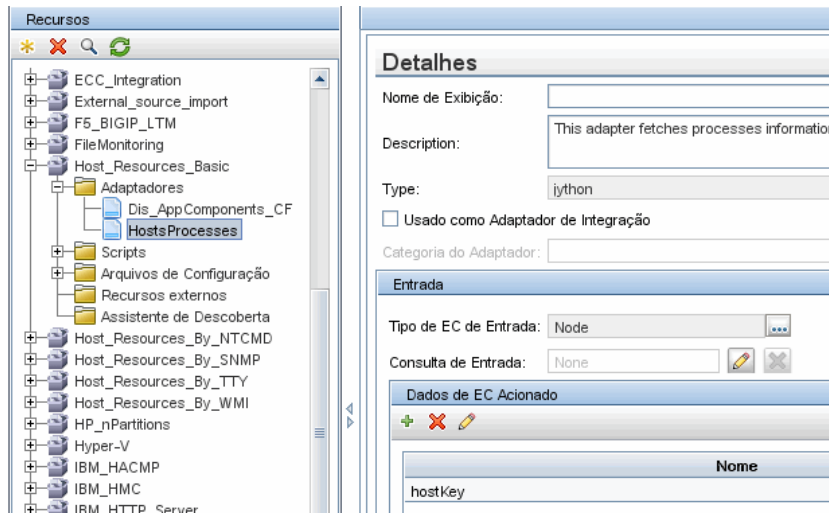 Recursos
ECC_Integration
External_source_import
F5_BIGIP_LTM
FileMonitoring
Host_Resources_Basic
Adaptadores
Dis_AppComponents_CF
HostsProcesses
Scripts
Arquivos de Configuração
Recursos externos
Assistente de Descoberta
Host_Resources_By_NTCMD
Host_Resources_By_SNMP
Host_Resources_By_TTY
Host_Resources_By_WMI
HP_nPartitions
Hyper-V
IBM_HACMP
IBM_HMC
IBM_HTTP_Server
Detalhes
Nome de Exibição:
Description: This adapter fetches processes information
Type: jython
Usado como Adaptador de Integração
Categoria do Adaptador:
Entrada
Tipo de EC de Entrada: Node ...
Consulta de Entrada: None
Dados de EC Acionado
Nome
hostKey